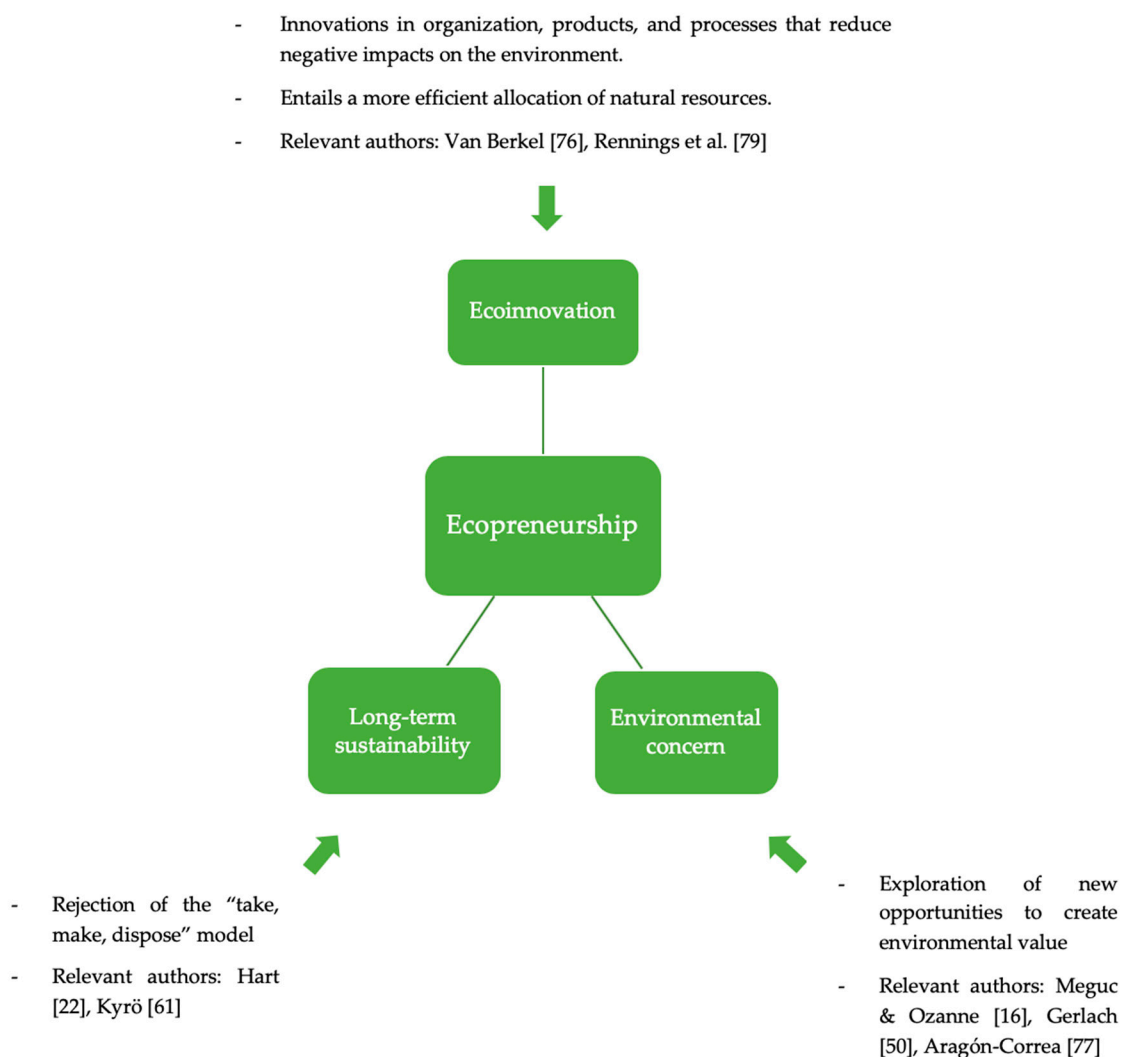 - Innovations in organization, products, and processes that reduce
negative impacts on the environment.
- Entails a more efficient allocation of natural resources.
- Relevant authors: Van Berkel [76], Rennings et al. [79]
Ecoinnovation
Ecopreneurship
Long-term
sustainability
Environmental
concern
- Rejection of the “take,
make, dispose” model
- Relevant authors: Hart
[22], Kyrö [61]
- Exploration of new
opportunities to create
environmental value
- Relevant authors: Meguc
& Ozanne [16], Gerlach
[50], Aragón-Correa [77]